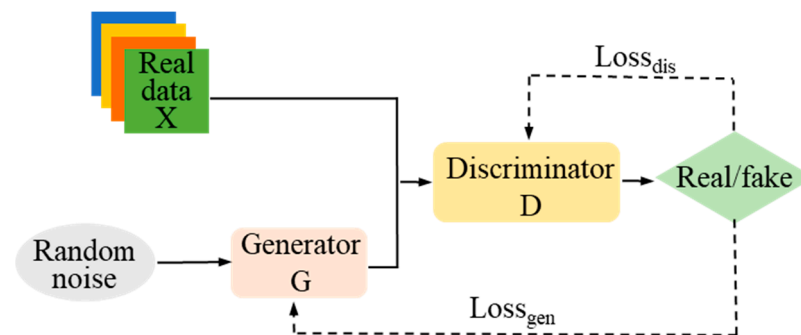 Real
data
X
Loss_dis
Discriminator
D
Real/fake
Random
noise
Generator
G
Loss_gen